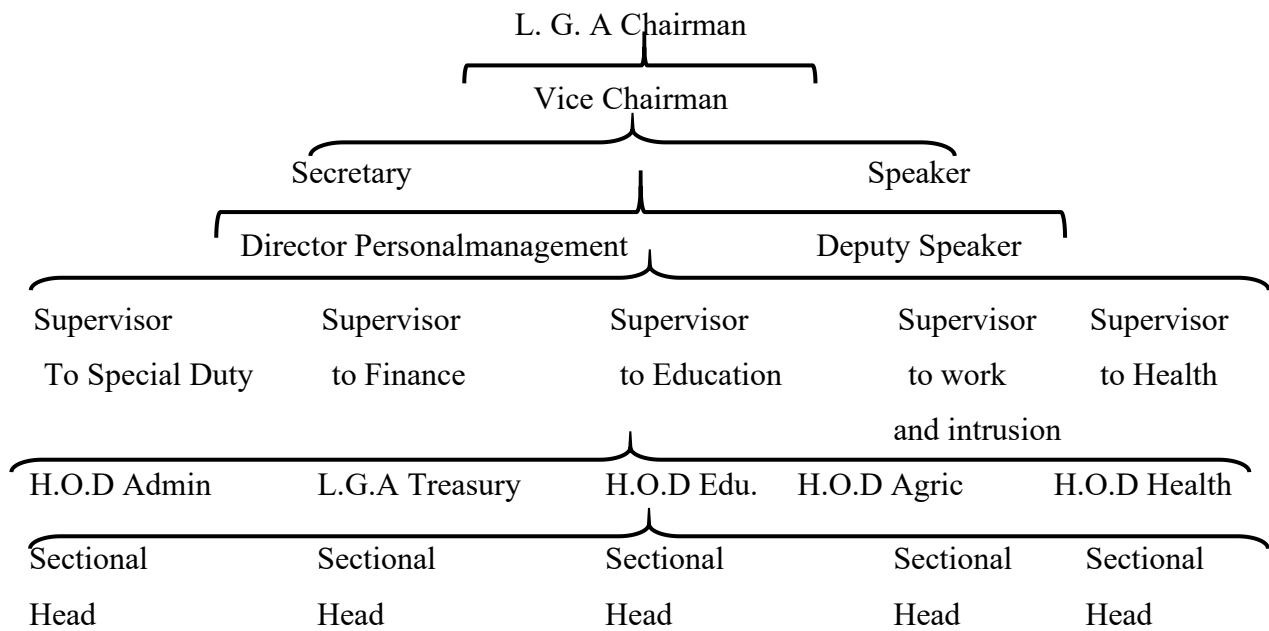 L. G. A Chairman
Vice Chairman
Secretary Speaker
Director Personalmanagement Deputy Speaker
Supervisor Supervisor Supervisor Supervisor Supervisor
To Special Duty to Finance to Education to work to Health
and intrusion
H.O.D Admin L.G.A Treasury H.O.D Edu. H.O.D Agric H.O.D Health
Sectional Sectional Sectional Sectional Sectional
Head Head Head Head Head